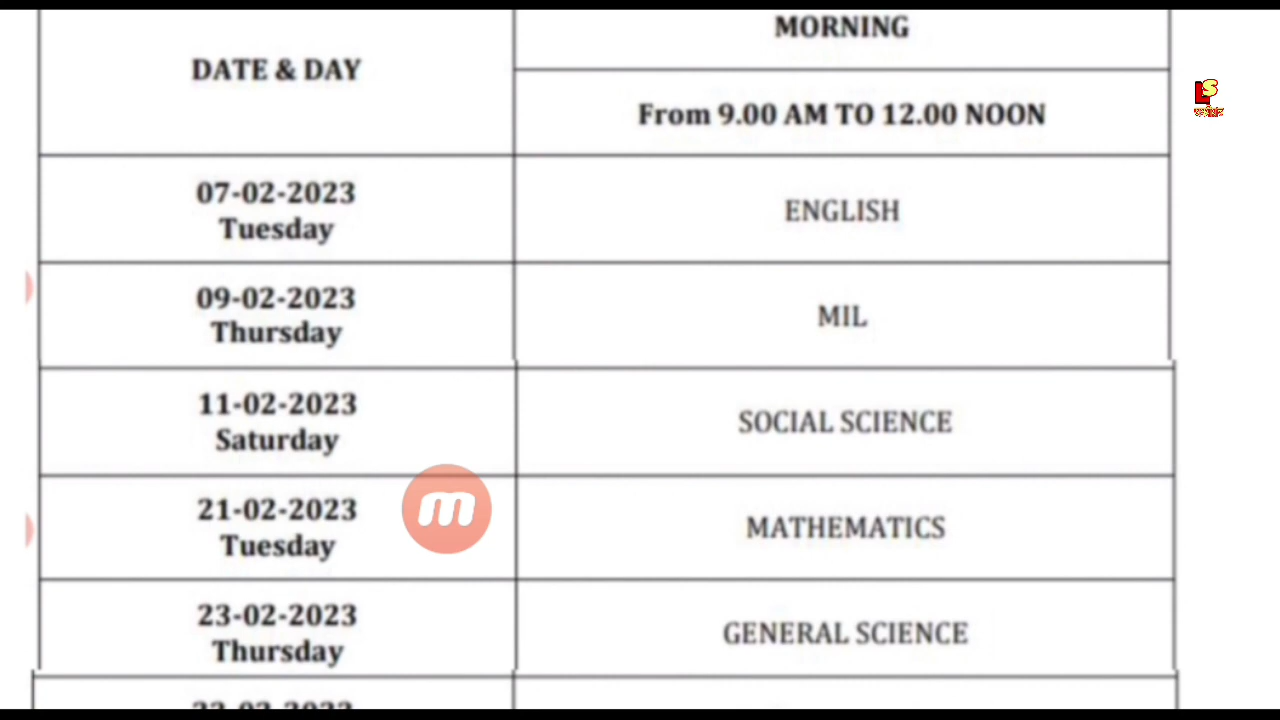 MORNING
DATE & DAY
From 9.00 AM TO 12.00 NOON
07-02-2023
Tuesday
ENGLISH
09-02-2023
Thursday
MIL
11-02-2023
Saturday
SOCIAL SCIENCE
21-02-2023
Tuesday
MATHEMATICS
23-02-2023
Thursday
GENERAL SCIENCE
m
LS